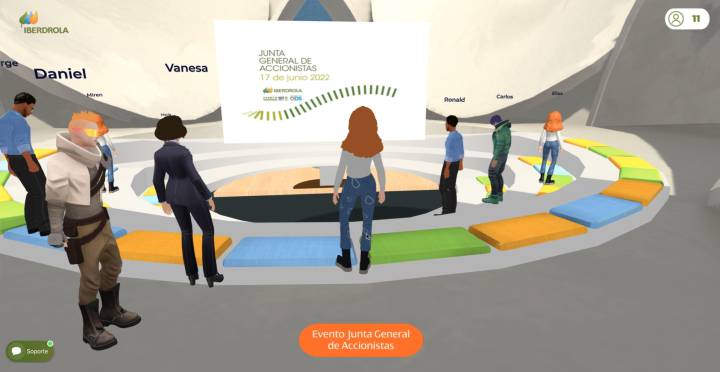 IBERDROLA
11
rge
Daniel
Miren
Vanesa
JUNTA
GENERAL DE
ACCIONISTAS
17 de junio 2022
IBERDROLA
Ronald
Carlos
Evento Junta General
de Accionistas
Soporte